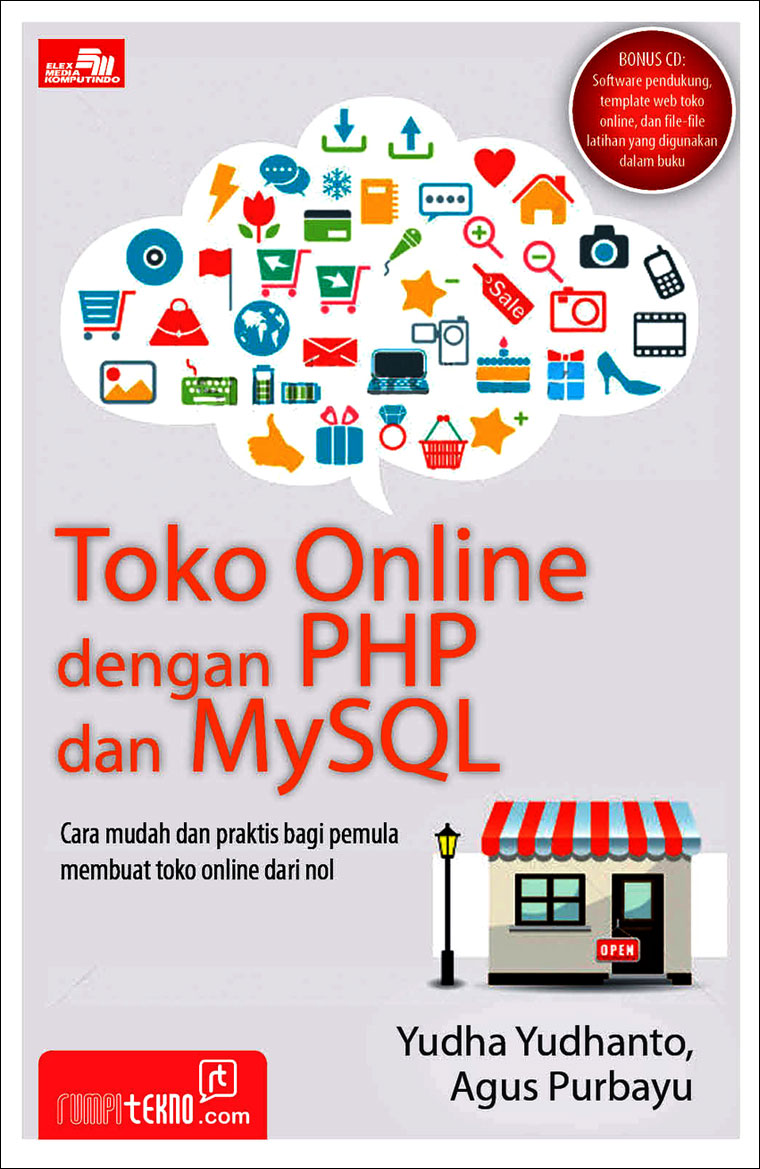 ELEX
MEDIA
KOMPUTINDO
BONUS CD:
Software pendukung,
template web toko
online, dan file-file
latihan yang digunakan
dalam buku
Sale
Toko Online
dengan PHP
dan MySQL
Cara mudah dan praktis bagi pemula
membuat toko online dari nol
OPEN
Yudha Yudhanto,
Agus Purbayu
rt
rumpitekno.com